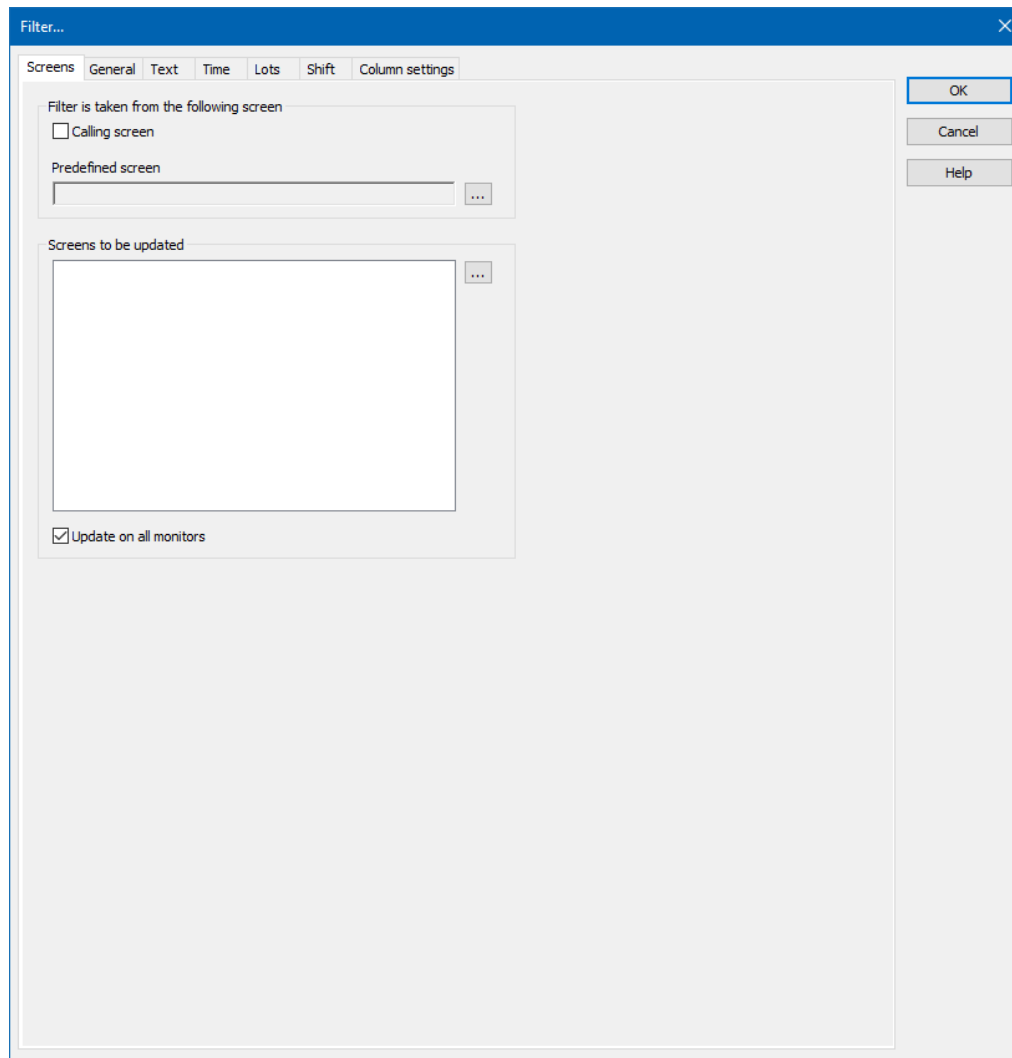 Filter...
Screens General Text Time Lots Shift Column settings
OK
Filter is taken from the following screen
Calling screen
Cancel
Predefined screen
Help
...
Screens to be updated
...
Update on all monitors